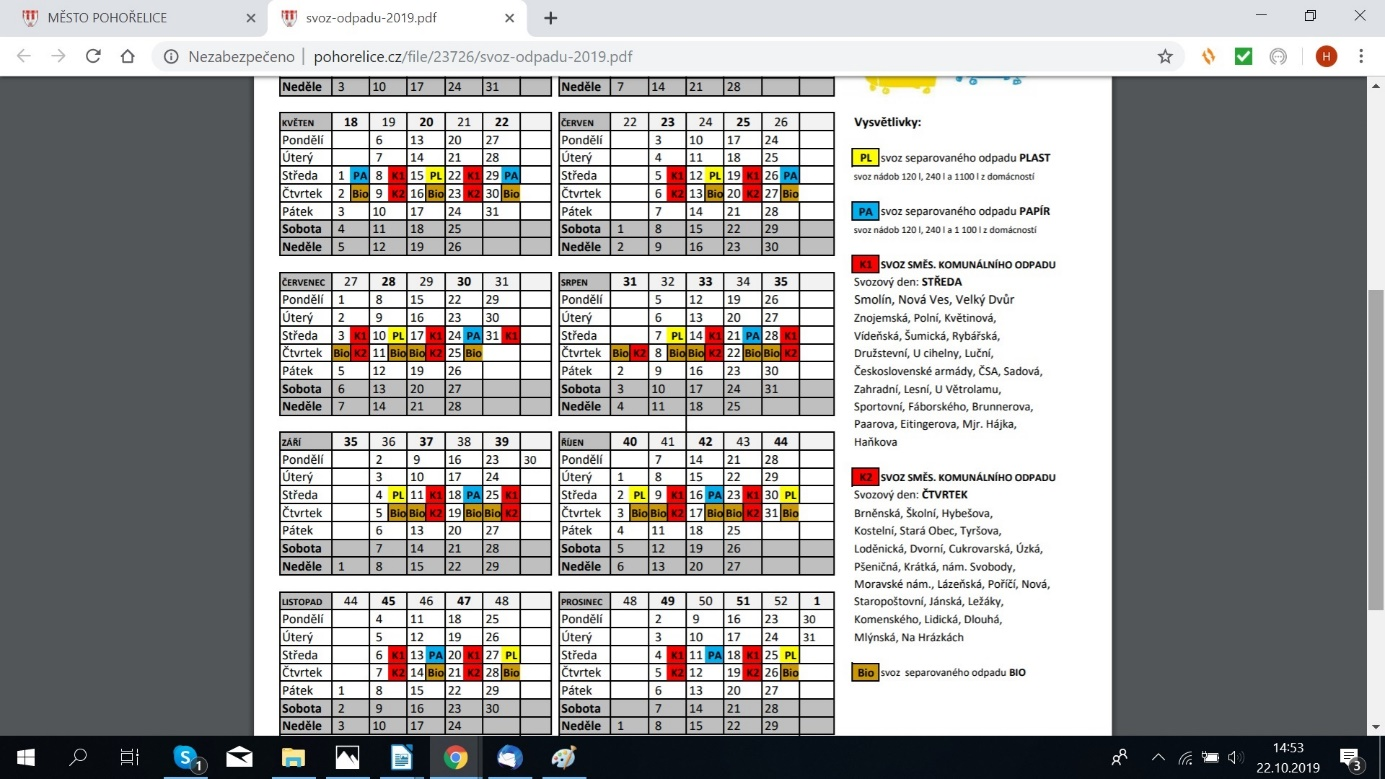 MĚSTO POHOŘELICE
svoz-odpadu-2019.pdf
Nezabezpečeno | pohorelice.cz/file/23726/svoz-odpadu-2019.pdf
H
Neděle 3 10 17 24 31
Neděle 7 14 21 28
KVĚTEN 18 19 20 21 22
Pondělí 6 13 20 27
Úterý 7 14 21 28
Středa 1 PA 8 K1 15 PL 22 K1 29 PA
Čtvrtek 2 Bio 9 K2 16 Bio 23 K2 30 Bio
Pátek 3 10 17 24 31
Sobota 4 11 18 25
Neděle 5 12 19 26
ČERVEN 22 23 24 25 26
Pondělí 3 10 17 24
Úterý 4 11 18 25
Středa 5 K1 12 PL 19 K1 26 PA
Čtvrtek 6 K2 13 Bio 20 K2 27 Bio
Pátek 7 14 21 28
Sobota 1 8 15 22 29
Neděle 2 9 16 23 30
ČERVENEC 27 28 29 30 31
Pondělí 1 8 15 22 29
Úterý 2 9 16 23 30
Středa 3 K1 10 PL 17 K1 24 PA 31 K1
Čtvrtek Bio K2 11 Bio Bio K2 25 Bio
Pátek 5 12 19 26
Sobota 6 13 20 27
Neděle 7 14 21 28
SRPEN 31 32 33 34 35
Pondělí 5 12 19 26
Úterý 6 13 20 27
Středa 7 PL 14 K1 21 PA 28 K1
Čtvrtek Bio K2 8 Bio Bio K2 22 Bio Bio K2
Pátek 2 9 16 23 30
Sobota 3 10 17 24 31
Neděle 4 11 18 25
ZÁŘÍ 35 36 37 38 39
Pondělí 2 9 16 23 30
Úterý 3 10 17 24
Středa 4 PL 11 K1 18 PA 25 K1
Čtvrtek 5 Bio Bio K2 19 Bio Bio K2
Pátek 6 13 20 27
Sobota 7 14 21 28
Neděle 1 8 15 22 29
ŘÍJEN 40 41 42 43 44
Pondělí 7 14 21 28
Úterý 1 8 15 22 29
Středa 2 PL 9 K1 16 PA 23 K1 30 PL
Čtvrtek 3 Bio Bio K2 17 Bio Bio K2 31 Bio
Pátek 4 11 18 25
Sobota 5 12 19 26
Neděle 6 13 20 27
LISTOPAD 44 45 46 47 48
Pondělí 4 11 18 25
Úterý 5 12 19 26
Středa 6 K1 13 PA 20 K1 27 PL
Čtvrtek 7 K2 14 Bio 21 K2 28 Bio
Pátek 1 8 15 22 29
Sobota 2 9 16 23 30
Neděle 3 10 17 24
PROSINEC 48 49 50 51 52 1
Pondělí 2 9 16 23 30
Úterý 3 10 17 24 31
Středa 4 K1 11 PA 18 K1 25 PL
Čtvrtek 5 K2 12 19 K2 26 Bio
Pátek 6 13 20 27
Sobota 7 14 21 28
Neděle 1 8 15 22 29
Vysvětlivky:
PL svoz separovaného odpadu PLAST
svoz nádob 120 l, 240 l a 1100 l z domácností
PA svoz separovaného odpadu PAPÍR
svoz nádob 120 l, 240 l a 1 100 l z domácností
K1 SVOZ SMĚS. KOMUNÁLNÍHO ODPADU
Svozový den: STŘEDA
Smolín, Nová Ves, Velký Dvůr
Znojemská, Polní, Květinová,
Vídeňská, Šumická, Rybářská,
Družstevní, U cihelny, Luční,
Československé armády, ČSA, Sadová,
Zahradní, Lesní, U Větrolamu,
Sportovní, Fáborského, Brunnerova,
Paarova, Eitingerova, Mjr. Hájka,
Haňkova
K2 SVOZ SMĚS. KOMUNÁLNÍHO ODPADU
Svozový den: ČTVRTEK
Brněnská, Školní, Hybešova,
Kostelní, Stará Obec, Tyršova,
Loděnická, Dvorní, Cukrovarská, Úzká,
Pšeničná, Krátká, nám. Svobody,
Moravské nám., Lázeňská, Poříčí, Nová,
Staropoštovní, Jánská, Ležáky,
Komenského, Lidická, Dlouhá,
Mlýnská, Na Hrázkách
Bio svoz separovaného odpadu BIO
S 1
14:53
22.10.2019
3